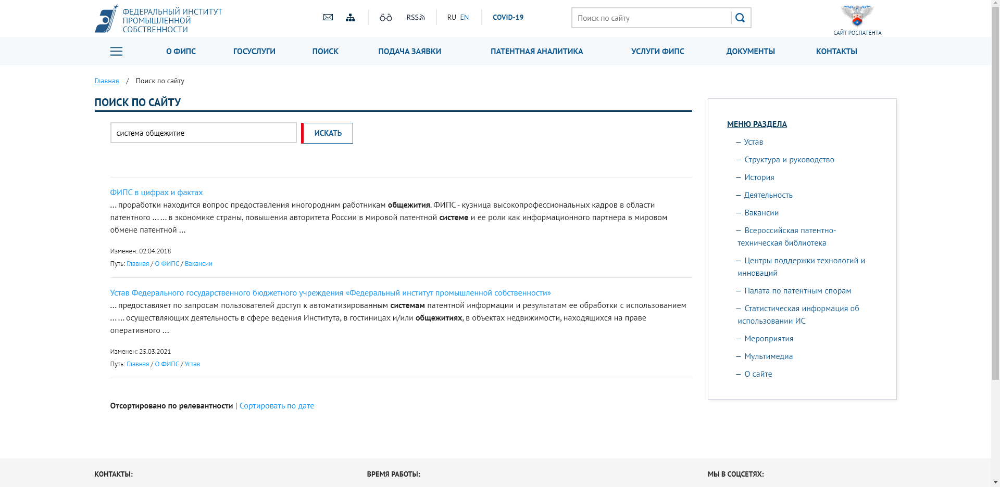 ФЕДЕРАЛЬНЫЙ ИНСТИТУТ
ПРОМЫШЛЕННОЙ
СОБСТВЕННОСТИ
RSS
RU EN
COVID-19
Поиск по сайту
САЙТ РОСПАТЕНТА
О ФИПС ГОСУСЛУГИ ПОИСК ПОДАЧА ЗАЯВКИ ПАТЕНТНАЯ АНАЛИТИКА УСЛУГИ ФИПС ДОКУМЕНТЫ КОНТАКТЫ
Главная / Поиск по сайту
ПОИСК ПО САЙТУ
система общежитие
ИСКАТЬ
ФИПС в цифрах и фактах
... проработки находится вопрос предоставления иногородним работникам общежития. ФИПС - кузница высокопрофессиональных кадров в области
патентного ... ... в экономике страны, повышения авторитета России в мировой патентной системе и ее роли как информационного партнера в мировом
обмене патентной ...
Изменен: 02.04.2018
Путь: Главная / О ФИПС / Вакансии
Устав Федерального государственного бюджетного учреждения «Федеральный институт промышленной собственности»
... предоставляет по запросам пользователей доступ к автоматизированным системам патентной информации и результатам ее обработки с использованием
... ... осуществляющих деятельность в сфере ведения Института, в гостиницах и/или общежитиях, в объектах недвижимости, находящихся на праве
оперативного ...
Изменен: 25.03.2021
Путь: Главная / О ФИПС / Устав
Отсортировано по релевантности | Сортировать по дате
МЕНЮ РАЗДЕЛА
— Устав
— Структура и руководство
— История
— Деятельность
— Вакансии
— Всероссийская патентно-
техническая библиотека
— Центры поддержки технологий и
инноваций
— Палата по патентным спорам
— Статистическая информация об
использовании ИС
— Мероприятия
— Мультимедиа
— О сайте
КОНТАКТЫ: ВРЕМЯ РАБОТЫ: МЫ В СОЦСЕТЯХ: